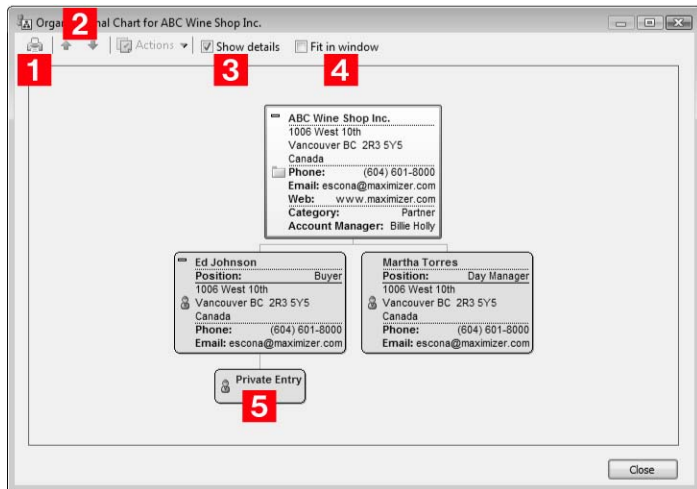 Organizational Chart for ABC Wine Shop Inc.
2
Actions
Show details
Fit in window
1
3
4
ABC Wine Shop Inc.
1006 West 10th
Vancouver BC 2R3 5Y5
Canada
Phone: (604) 601-8000
Email: escona@maximizer.com
Web: www.maximizer.com
Category: Partner
Account Manager: Billie Holly
Ed Johnson
Position: Buyer
1006 West 10th
Vancouver BC 2R3 5Y5
Canada
Phone: (604) 601-8000
Email: escona@maximizer.com
Martha Torres
Position: Day Manager
1006 West 10th
Vancouver BC 2R3 5Y5
Canada
Phone: (604) 601-8000
Email: escona@maximizer.com
Private Entry
5
Close